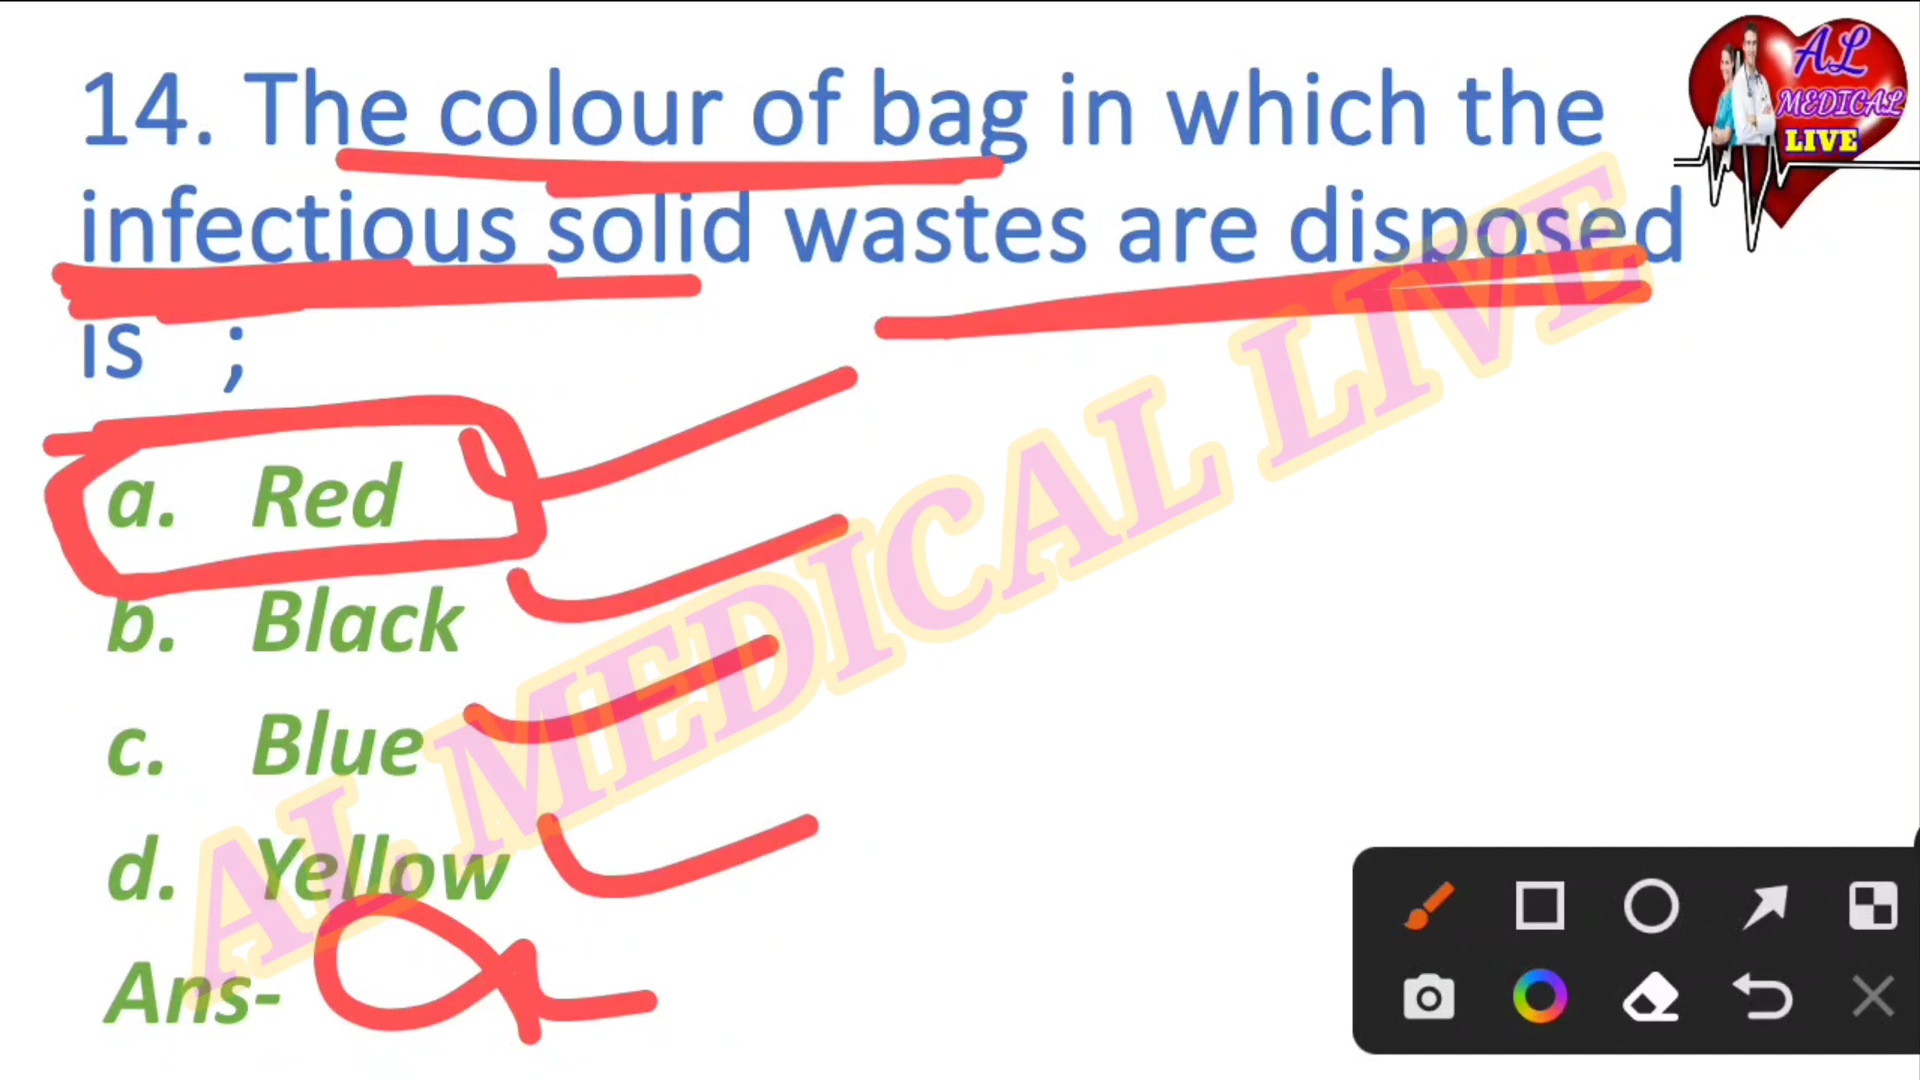 14. The colour of bag in which the
infectious solid wastes are disposed
is ;
a. Red
b. Black
c. Blue
d. Yellow
Ans- a
AL
MEDICAL
LIVE
AL MEDICAL LIVE